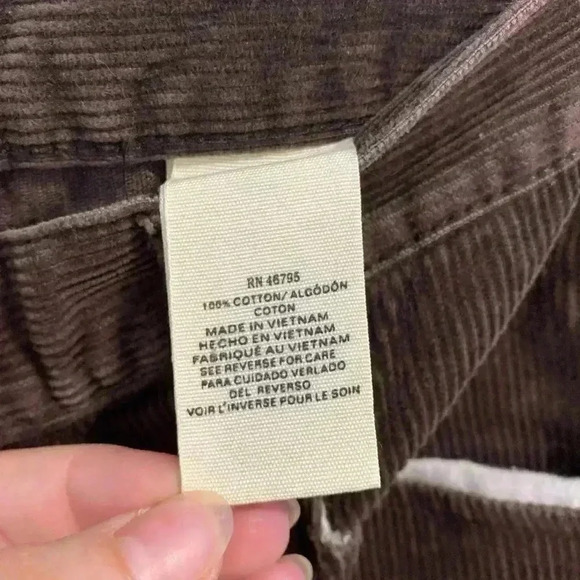 RN 46795
100% COTTON/ALGÓDÓN
COTON
MADE IN VIETNAM
HECHO EN VIETNAM
FABRIQUÉ AU VIETNAM
SEE REVERSE FOR CARE
PARA CUIDADO VERLADO
DEL REVERSO
VOIR L'INVERSE POUR LE SOIN